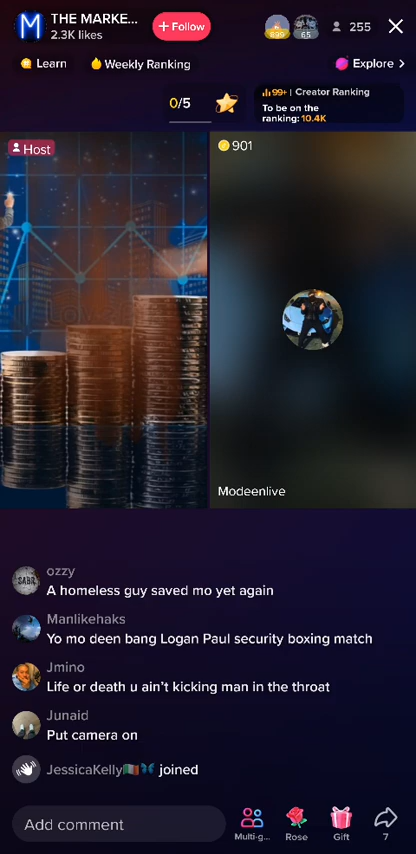 M
THE MARKE...
2.3K likes
+ Follow
899
65
255
Learn
Weekly Ranking
Explore
0/5
99+ | Creator Ranking
To be on the
ranking: 10.4K
Host
901
Modeenlive
ozzy
A homeless guy saved mo yet again
Manlikehaks
Yo mo deen bang Logan Paul security boxing match
Jmino
Life or death u ain't kicking man in the throat
Junaid
Put camera on
JessicaKelly🇮🇪🦋 joined
Add comment
Multi-g...
Rose
Gift
7